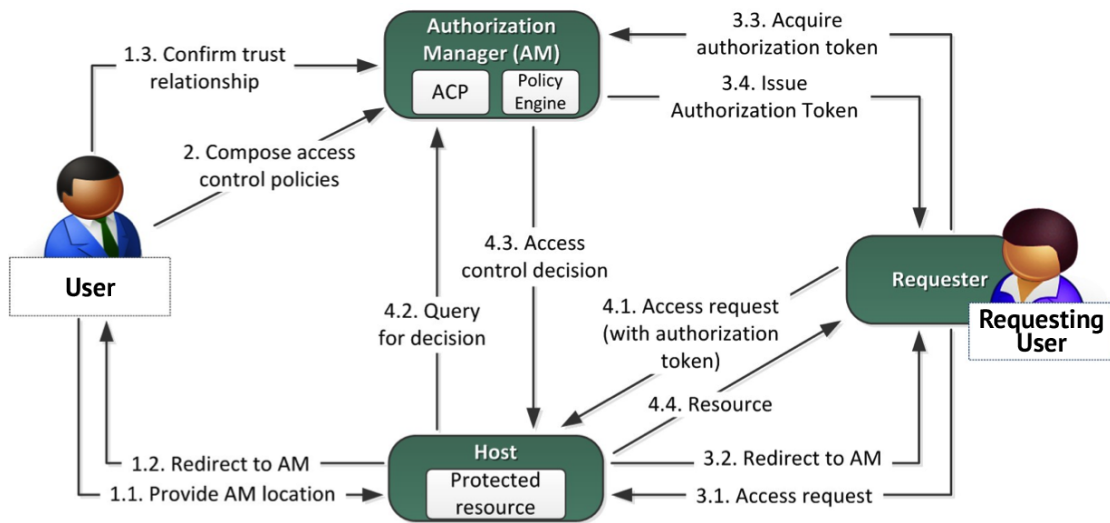 Authorization
Manager (AM)
ACP
Policy
Engine
1.3. Confirm trust
relationship
3.3. Acquire
authorization token
3.4. Issue
Authorization Token
2. Compose access
control policies
User
4.3. Access
control decision
4.2. Query
for decision
4.1. Access request
(with authorization
token)
Requester
Requesting
User
4.4. Resource
Host
Protected
resource
1.2. Redirect to AM
1.1. Provide AM location
3.2. Redirect to AM
3.1. Access request